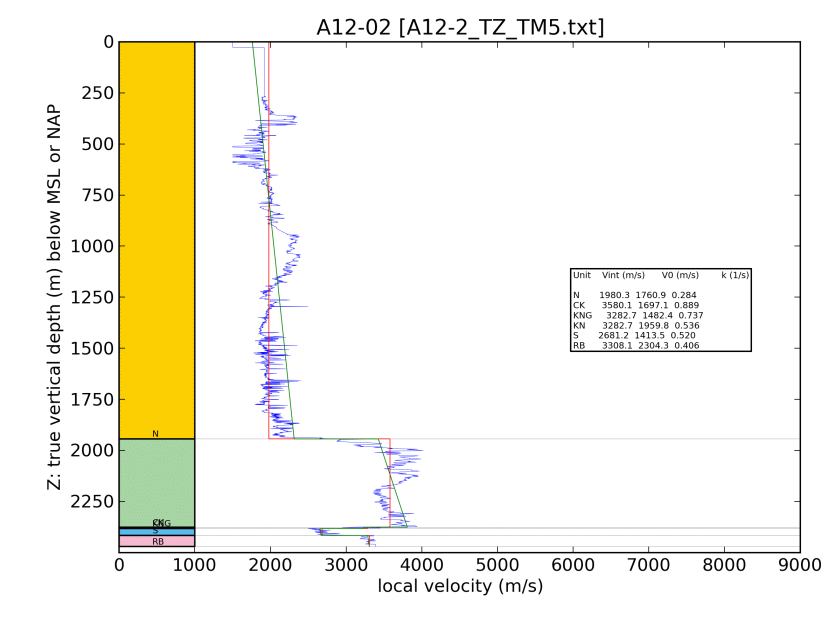 A12-02 [A12-2_TZ_TM5.txt]
Z: true vertical depth (m) below MSL or NAP
0
250
500
750
1000
1250
1500
1750
2000
2250
N
CK
KNG
S
RB
Unit Vint (m/s) V0 (m/s) k (1/s)
N 1980.3 1760.9 0.284
CK 3580.1 1697.1 0.889
KNG 3282.7 1482.4 0.737
KN 3282.7 1959.8 0.536
S 2681.2 1413.5 0.520
RB 3308.1 2304.3 0.406
0 1000 2000 3000 4000 5000 6000 7000 8000 9000
local velocity (m/s)